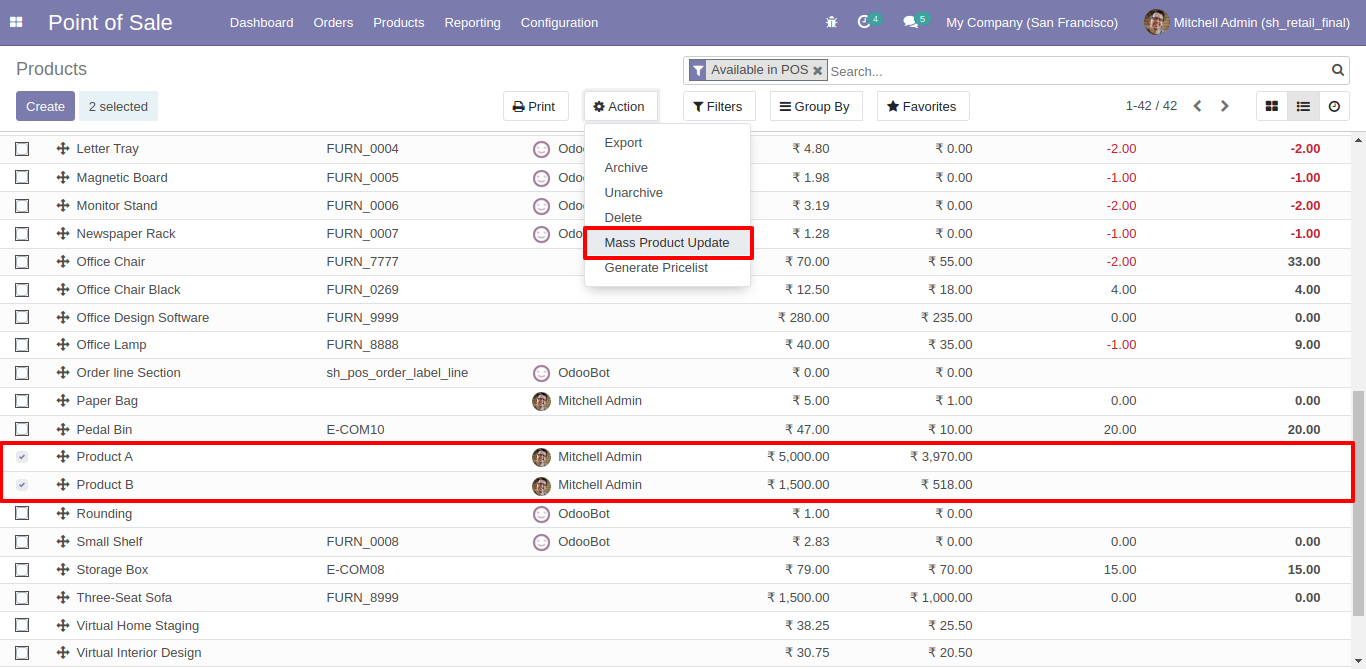 Point of Sale Dashboard Orders Products Reporting Configuration 4 5 My Company (San Francisco) Mitchell Admin (sh_retail_final)
Products Available in POS Search...
Create 2 selected Print Action Filters Group By Favorites 1-42 / 42
Export
Archive
Unarchive
Delete
Mass Product Update
Generate Pricelist
Letter Tray FURN_0004 Odo ₹ 4.80 ₹ 0.00 -2.00 -2.00
Magnetic Board FURN_0005 Odo ₹ 1.98 ₹ 0.00 -1.00 -1.00
Monitor Stand FURN_0006 Odo ₹ 3.19 ₹ 0.00 -2.00 -2.00
Newspaper Rack FURN_0007 Odo ₹ 1.28 ₹ 0.00 -1.00 -1.00
Office Chair FURN_7777 ₹ 70.00 ₹ 55.00 -2.00 33.00
Office Chair Black FURN_0269 ₹ 12.50 ₹ 18.00 4.00 4.00
Office Design Software FURN_9999 ₹ 280.00 ₹ 235.00 0.00 0.00
Office Lamp FURN_8888 ₹ 40.00 ₹ 35.00 -1.00 9.00
Order line Section sh_pos_order_label_line OdooBot ₹ 0.00 ₹ 0.00
Paper Bag Mitchell Admin ₹ 5.00 ₹ 1.00 0.00 0.00
Pedal Bin E-COM10 ₹ 47.00 ₹ 10.00 20.00 20.00
Product A Mitchell Admin ₹ 5,000.00 ₹ 3,970.00
Product B Mitchell Admin ₹ 1,500.00 ₹ 518.00
Rounding OdooBot ₹ 1.00 ₹ 0.00
Small Shelf FURN_0008 OdooBot ₹ 2.83 ₹ 0.00 0.00 0.00
Storage Box E-COM08 ₹ 79.00 ₹ 70.00 15.00 15.00
Three-Seat Sofa FURN_8999 ₹ 1,500.00 ₹ 1,000.00 0.00 0.00
Virtual Home Staging ₹ 38.25 ₹ 25.50
Virtual Interior Design ₹ 30.75 ₹ 20.50